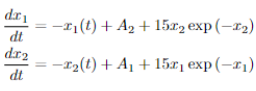 dx₁/dt = −x₁(t) + A₂ + 15x₂ exp (−x₂)
dx₂/dt = −x₂(t) + A₁ + 15x₁ exp (−x₁)